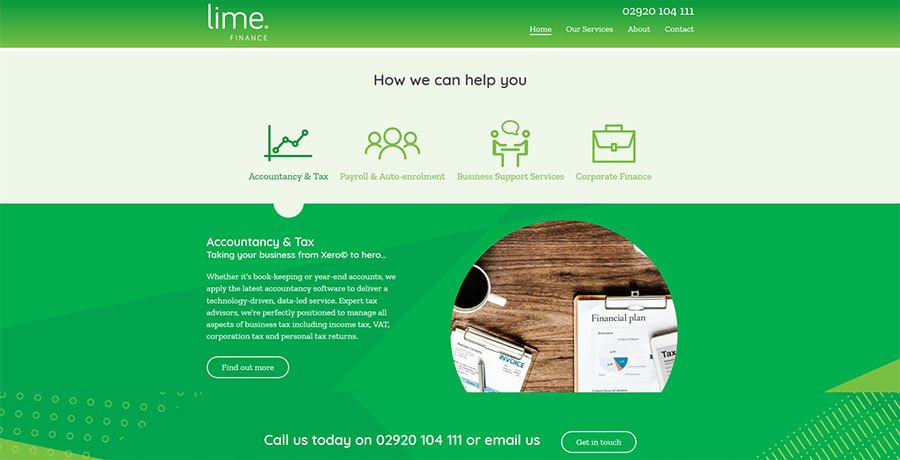 lime.
FINANCE
02920 104 111
Home Our Services About Contact
How we can help you
Accountancy & Tax Payroll & Auto-enrolment Business Support Services Corporate Finance
Accountancy & Tax
Taking your business from Xero© to hero...
Whether it's book-keeping or year-end accounts, we
apply the latest accountancy software to deliver a
technology-driven, data-led service. Expert tax
advisors, we're perfectly positioned to manage all
aspects of business tax including income tax, VAT,
corporation tax and personal tax returns.
Find out more
Financial plan
Tax
INVOICE
Call us today on 02920 104 111 or email us
Get in touch